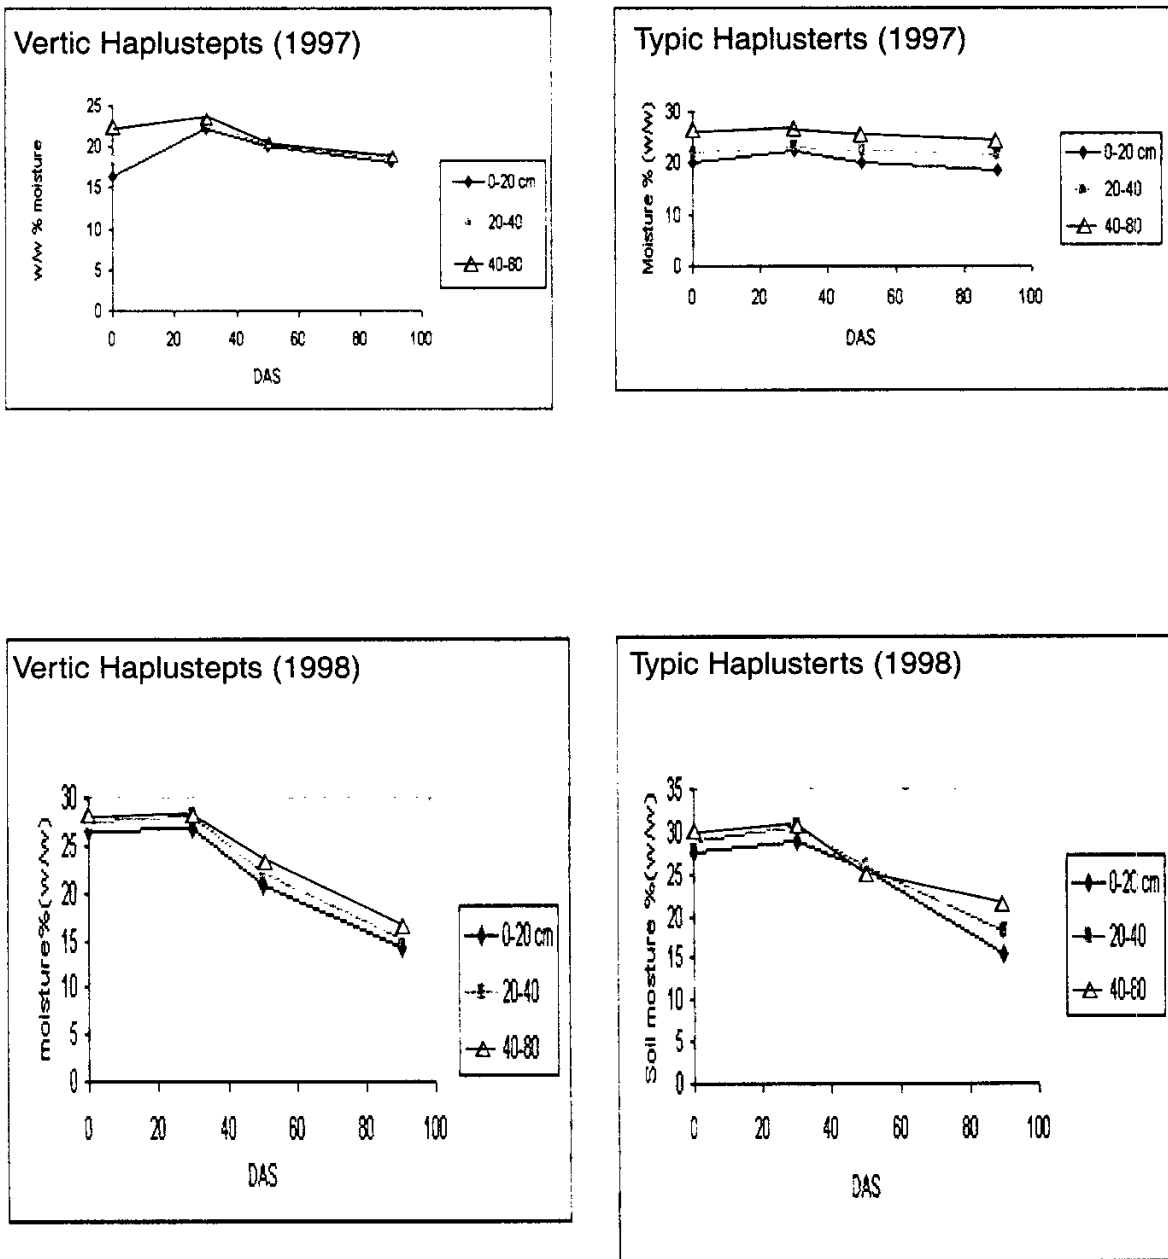 Vertic Haplustepts (1997)
w/w % moisture
25
20
15
10
5
0
0 20 40 60 80 100
DAS
0-20 cm
20-40
40-80
Typic Haplusterts (1997)
Moisture % (w/w)
30
20
10
0
0 20 40 60 80 100
DAS
0-20 cm
20-40
40-80
Vertic Haplustepts (1998)
moisture%(w/w)
30
25
20
15
10
5
0
0 20 40 60 80 100
DAS
0-20 cm
20-40
40-80
Typic Haplusterts (1998)
Soil mosture %(w/w)
35
30
25
20
15
10
5
0
0 20 40 60 80 100
DAS
0-20 cm
20-40
40-80